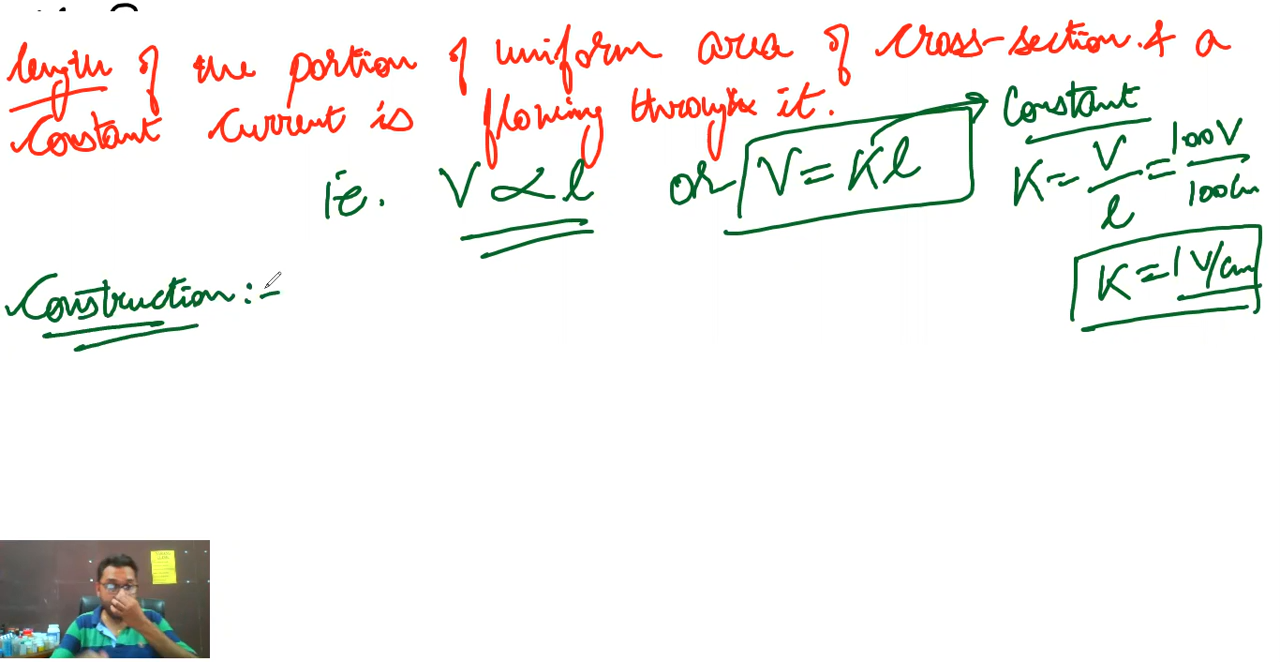 length of the portion of uniform area of cross-section & a
Constant Current is flowing through it.
ie. V ∝ l or V = Kl
Constant
K = V/l = 100V/100cm
K = 1 V/cm
Construction :-